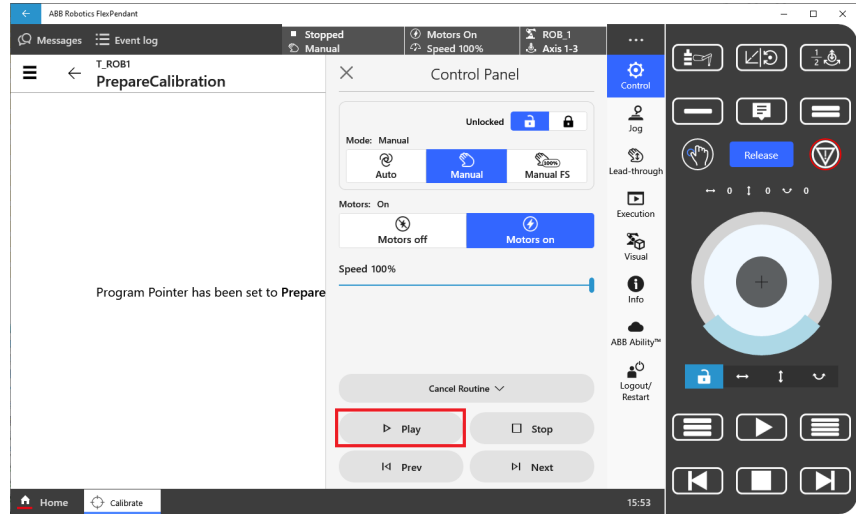 ABB Robotics FlexPendant
Messages
Event log
Stopped
Manual
Motors On
Speed 100%
ROB_1
Axis 1-3
T_ROB1
PrepareCalibration
Program Pointer has been set to Prepare
Control Panel
Unlocked
Mode: Manual
Auto
Manual
100%
Manual FS
Motors: On
Motors off
Motors on
Speed 100%
Cancel Routine
Play
Stop
Prev
Next
Control
Jog
Lead-through
Execution
Visual
Info
ABB Ability™
Logout/
Restart
1
2
Release
0 0 0
Home
Calibrate
15:53